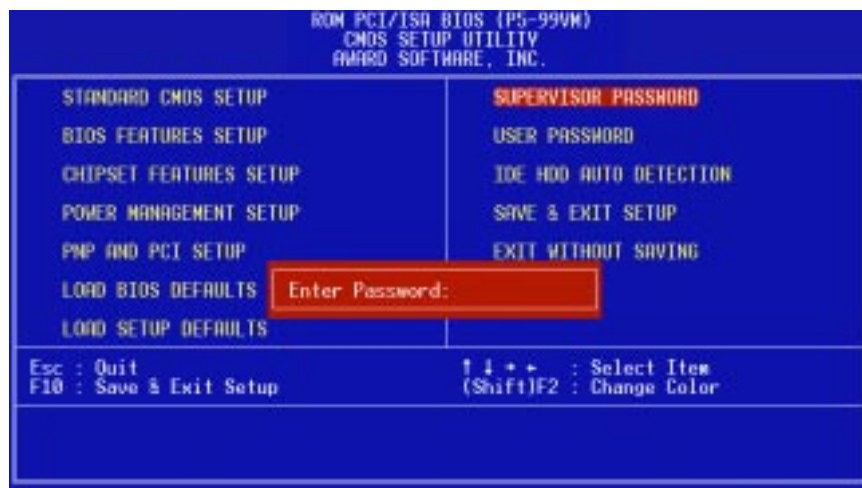 ROM PCI/ISA BIOS (P5-99VM)
CMOS SETUP UTILITY
AWARD SOFTWARE, INC.
STANDARD CMOS SETUP
BIOS FEATURES SETUP
CHIPSET FEATURES SETUP
POWER MANAGEMENT SETUP
PNP AND PCI SETUP
LOAD BIOS DEFAULTS
LOAD SETUP DEFAULTS
SUPERVISOR PASSWORD
USER PASSWORD
IDE HDD AUTO DETECTION
SAVE & EXIT SETUP
EXIT WITHOUT SAVING
Enter Password:
Esc : Quit
F10 : Save & Exit Setup
↑ ↓ → ← : Select Item
(Shift)F2 : Change Color